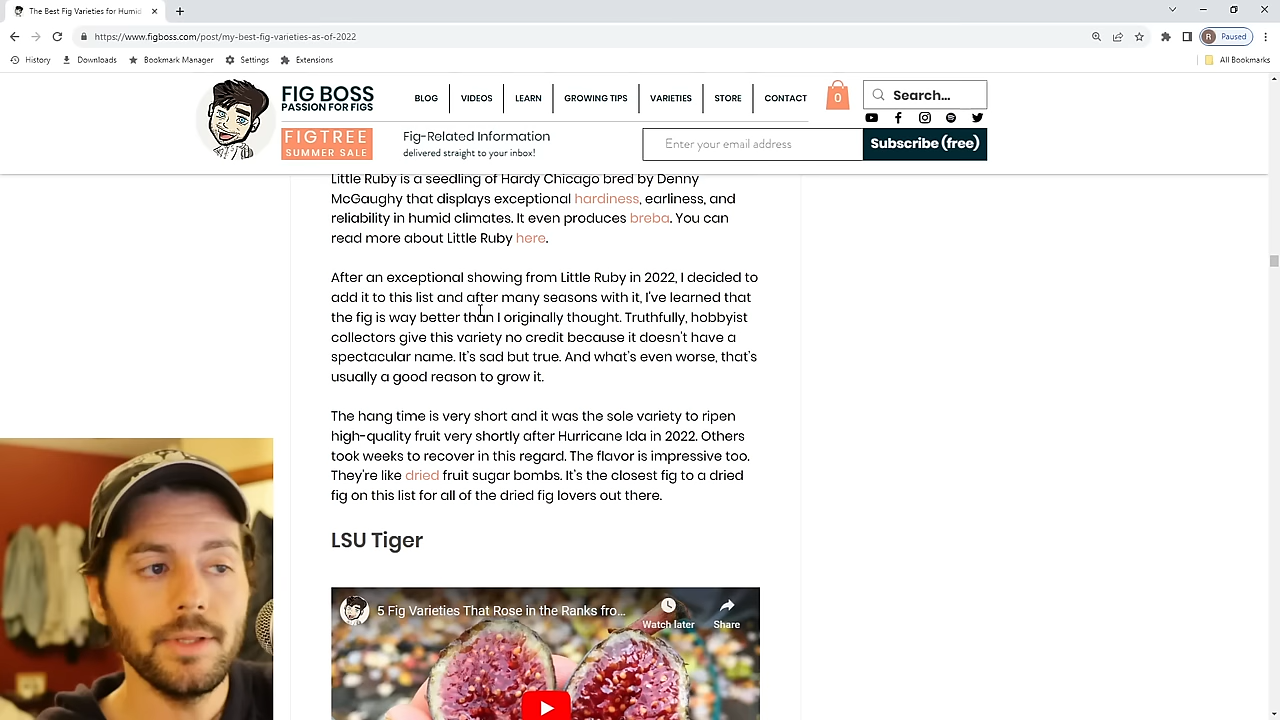 The Best Fig Varieties for Humid
https://www.figboss.com/post/my-best-fig-varieties-as-of-2022
R Paused
History Downloads Bookmark Manager Settings Extensions All Bookmarks
FIG BOSS
PASSION FOR FIGS
BLOG VIDEOS LEARN GROWING TIPS VARIETIES STORE CONTACT 0 Search...
FIGTREE
SUMMER SALE
Fig-Related Information
delivered straight to your inbox!
Enter your email address Subscribe (free)
Little Ruby is a seedling of Hardy Chicago bred by Denny
McGaughy that displays exceptional hardiness, earliness, and
reliability in humid climates. It even produces breba. You can
read more about Little Ruby here.
After an exceptional showing from Little Ruby in 2022, I decided to
add it to this list and after many seasons with it, I've learned that
the fig is way better than I originally thought. Truthfully, hobbyist
collectors give this variety no credit because it doesn't have a
spectacular name. It's sad but true. And what's even worse, that's
usually a good reason to grow it.
The hang time is very short and it was the sole variety to ripen
high-quality fruit very shortly after Hurricane Ida in 2022. Others
took weeks to recover in this regard. The flavor is impressive too.
They're like dried fruit sugar bombs. It's the closest fig to a dried
fig on this list for all of the dried fig lovers out there.
LSU Tiger
5 Fig Varieties That Rose in the Ranks fro...
Watch later Share